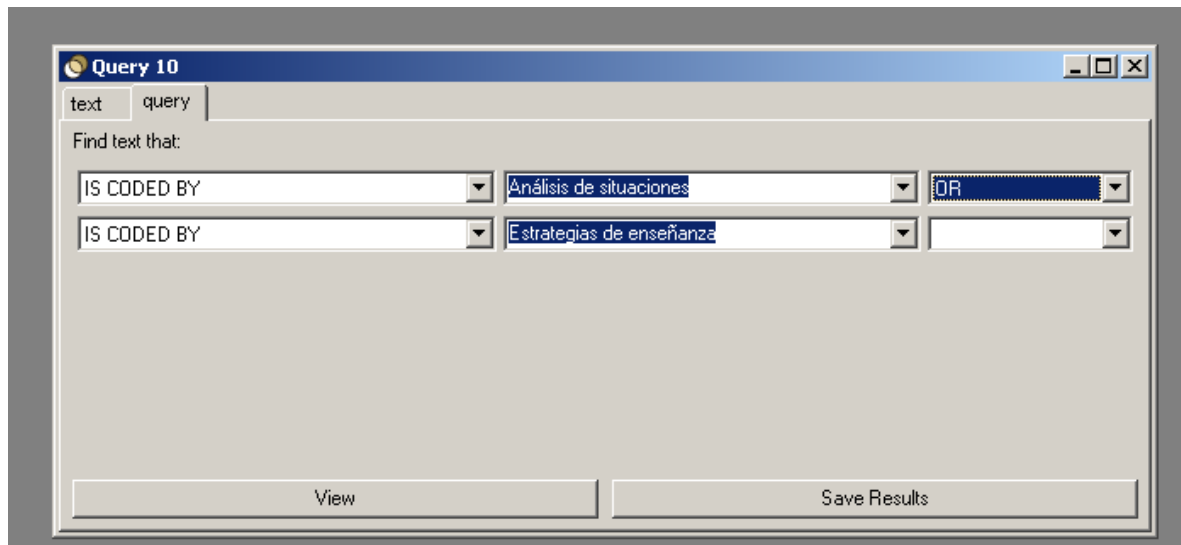 Query 10
text query
Find text that:
IS CODED BY Análisis de situaciones OR
IS CODED BY Estrategias de enseñanza
View Save Results